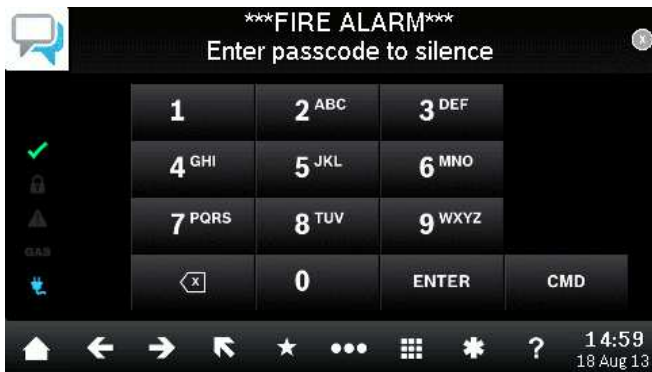 ***FIRE ALARM***
Enter passcode to silence
1
2 ABC
3 DEF
4 GHI
5 JKL
6 MNO
7 PQRS
8 TUV
9 WXYZ
GAS
0
ENTER
CMD
?
14:59
18 Aug 13